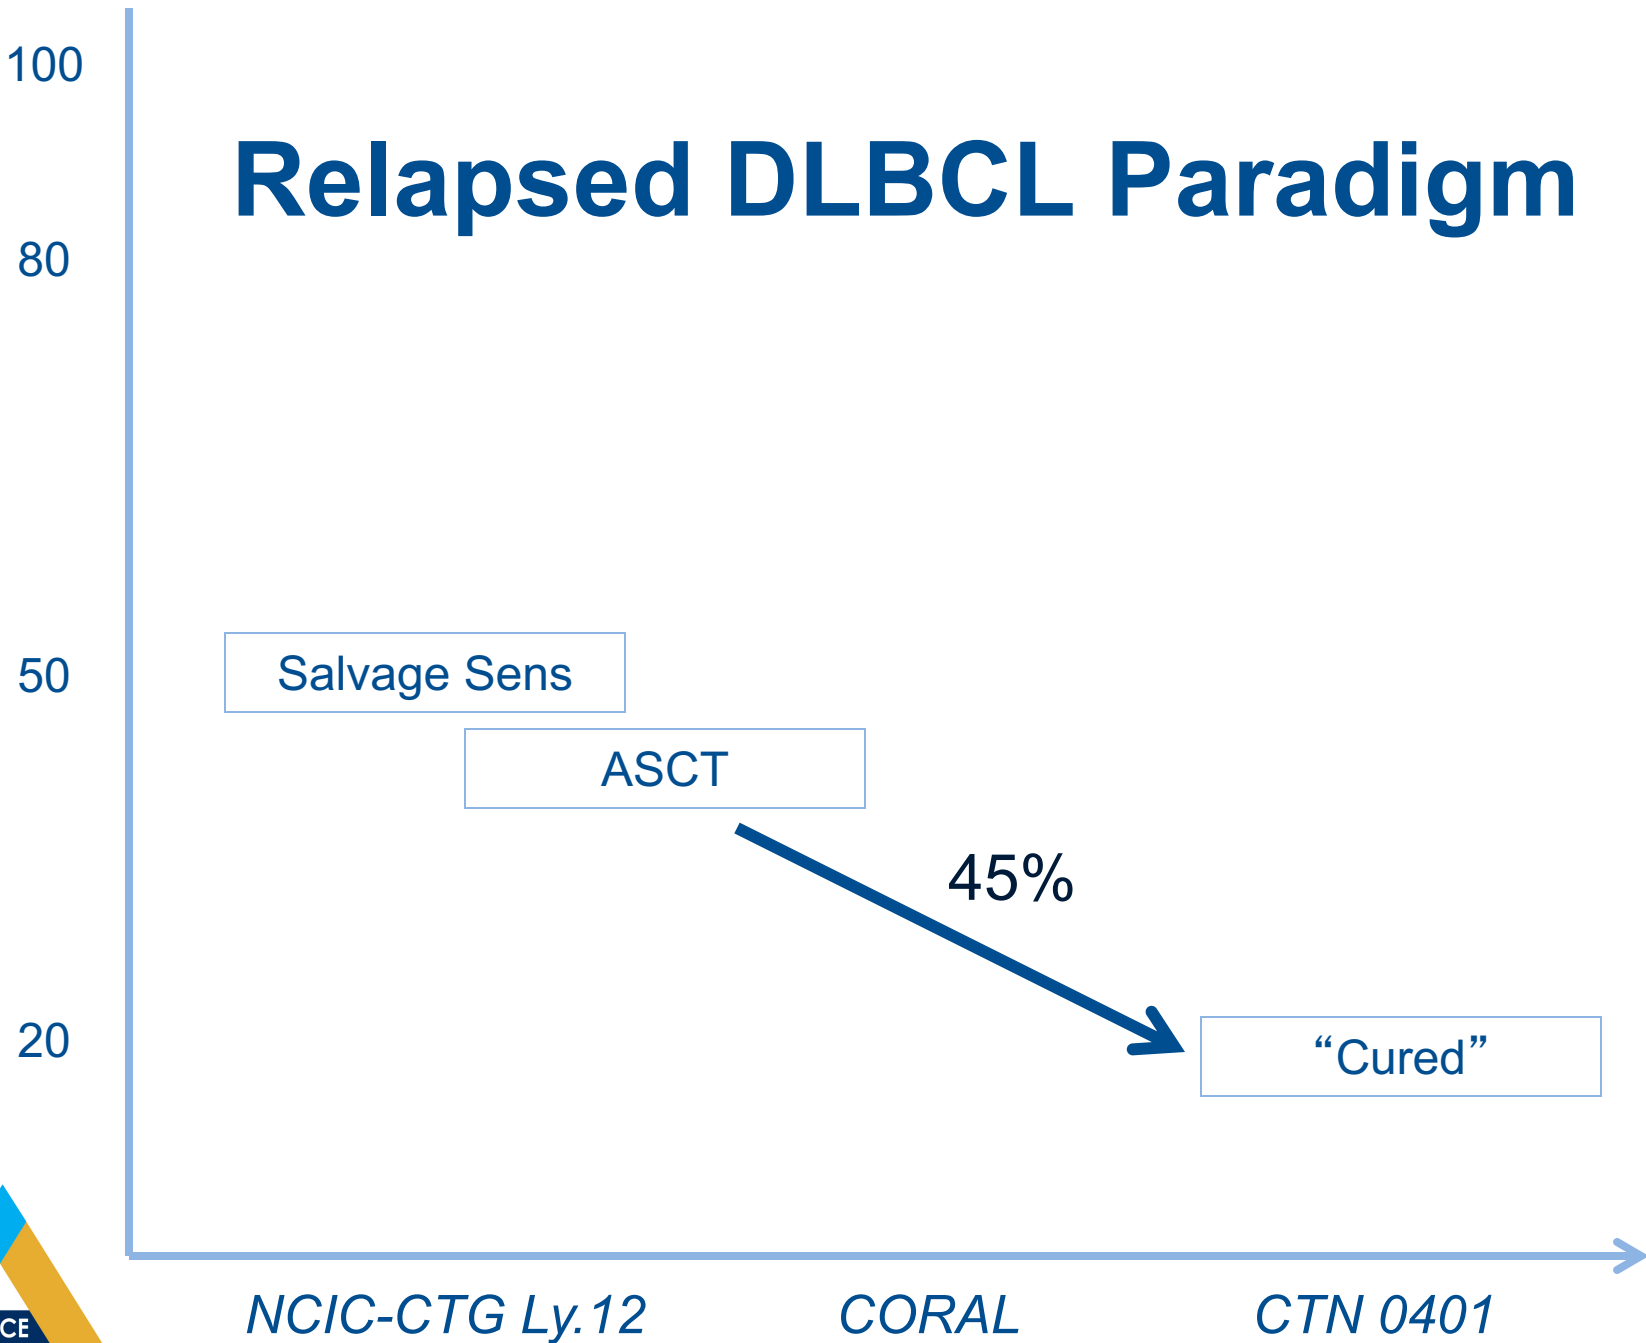 100
Relapsed DLBCL Paradigm
80
50
Salvage Sens
ASCT
45%
20
“Cured”
NCIC-CTG Ly.12
CORAL
CTN 0401
CE